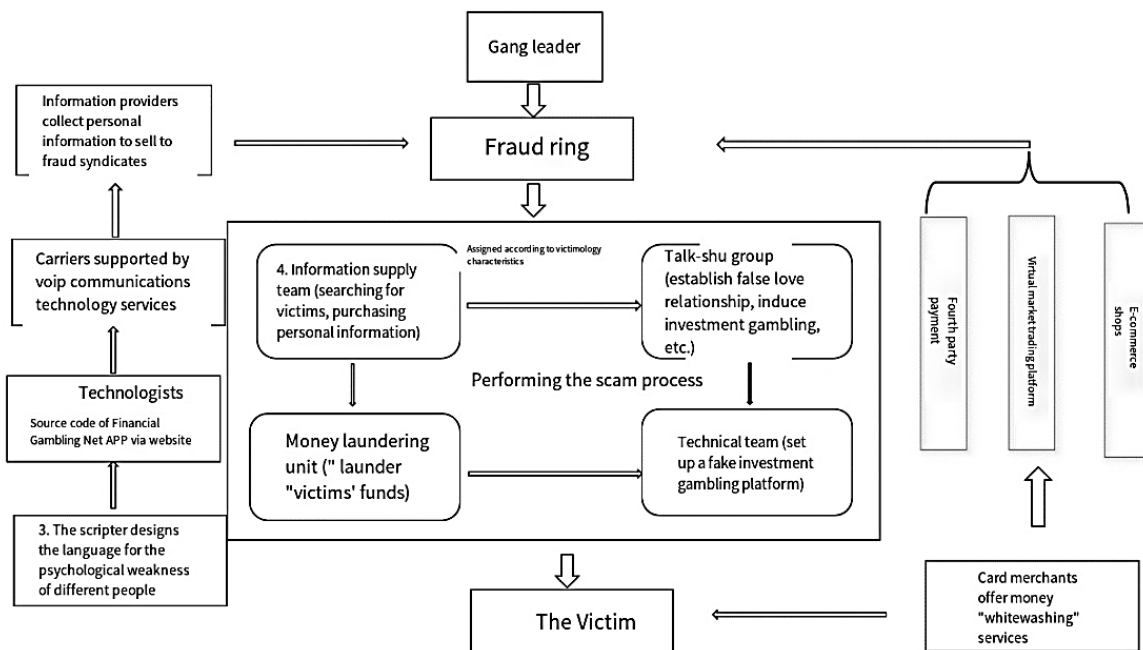 Gang leader
Information providers
collect personal
information to sell to
fraud syndicates
Fraud ring
Carriers supported by
voip communications
technology services
Technologists
Source code of Financial
Gambling Net APP via website
3. The scripter designs
the language for the
psychological weakness
of different people
4. Information supply
team (searching for
victims, purchasing
personal information)
Assigned according to victimology
characteristics
Talk-shu group
(establish false love
relationship, induce
investment gambling,
etc.)
Performing the scam process
Money laundering
unit (" launder
"victims' funds)
Technical team (set
up a fake investment
gambling platform)
The Victim
Fourth party
payment
Virtual market trading platform
E-commerce
shops
Card merchants
offer money
"whitewashing"
services